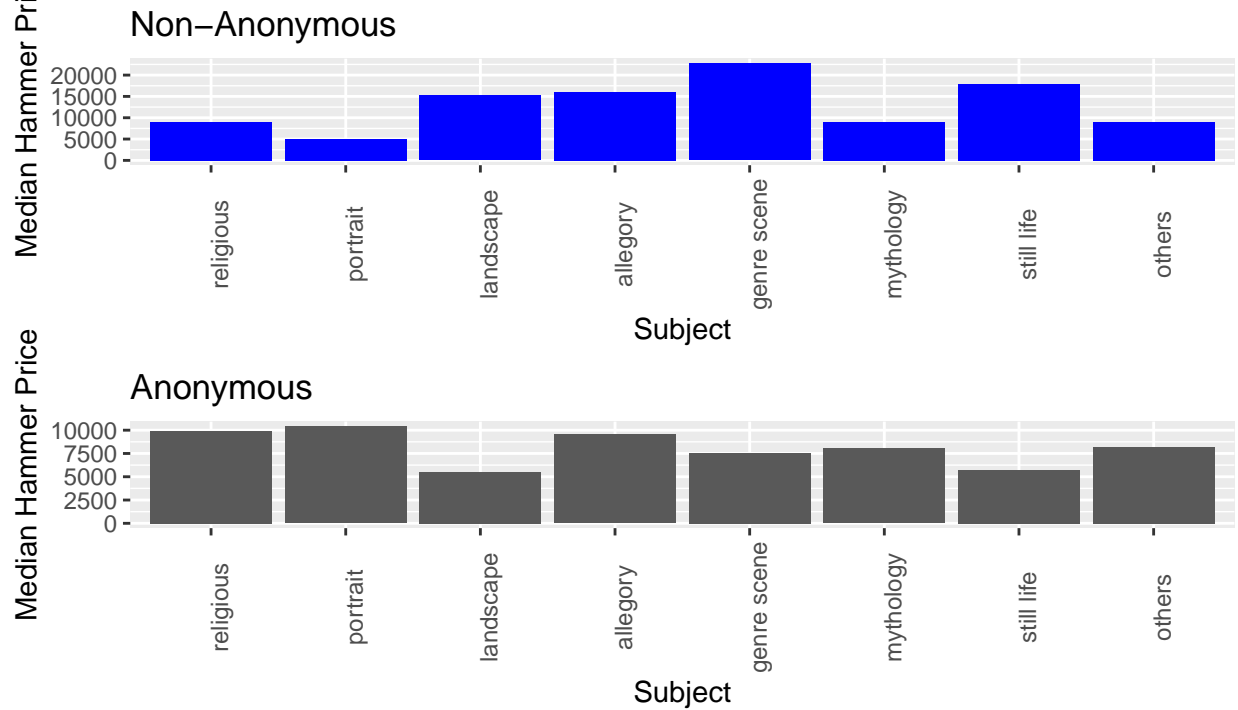 Non−Anonymous
Median Hammer Pri
20000
15000
10000
5000
0
religious
portrait
landscape
allegory
genre scene
mythology
still life
others
Subject
Anonymous
Median Hammer Price
10000
7500
5000
2500
0
religious
portrait
landscape
allegory
genre scene
mythology
still life
others
Subject